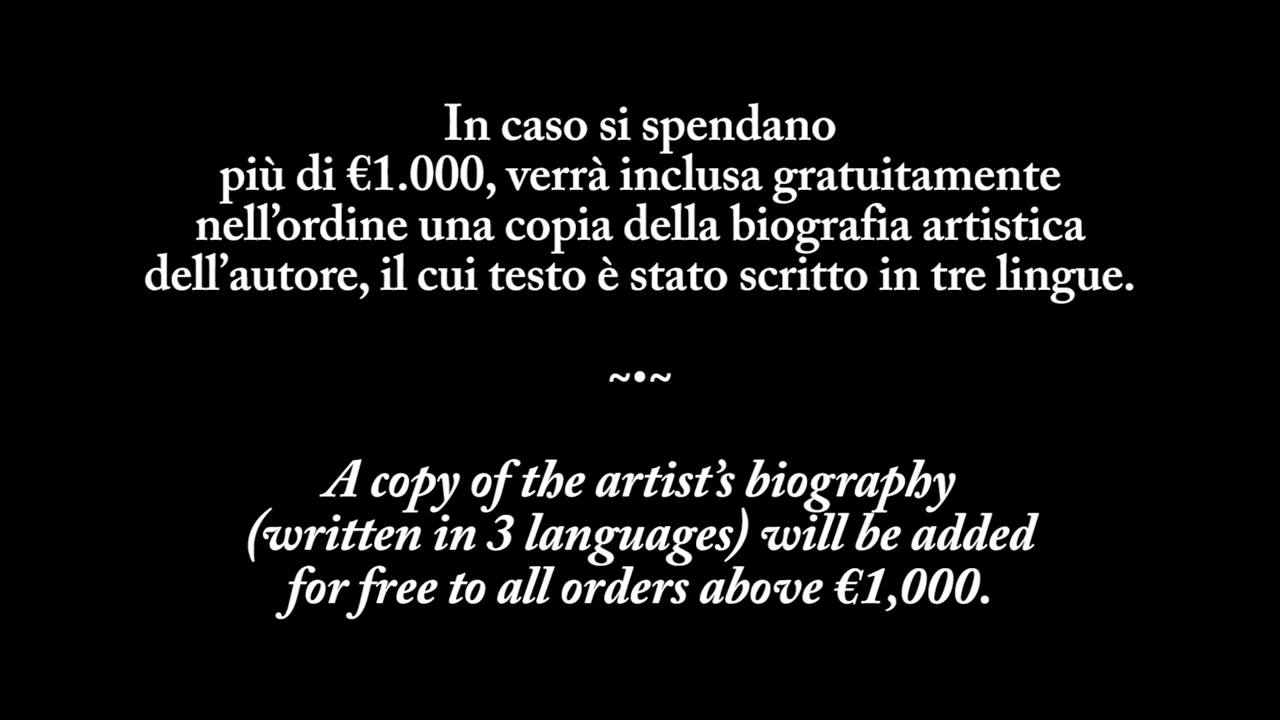 In caso si spendano
più di €1.000, verrà inclusa gratuitamente
nell’ordine una copia della biografia artistica
dell’autore, il cui testo è stato scritto in tre lingue.
~•~
A copy of the artist’s biography
(written in 3 languages) will be added
for free to all orders above €1,000.